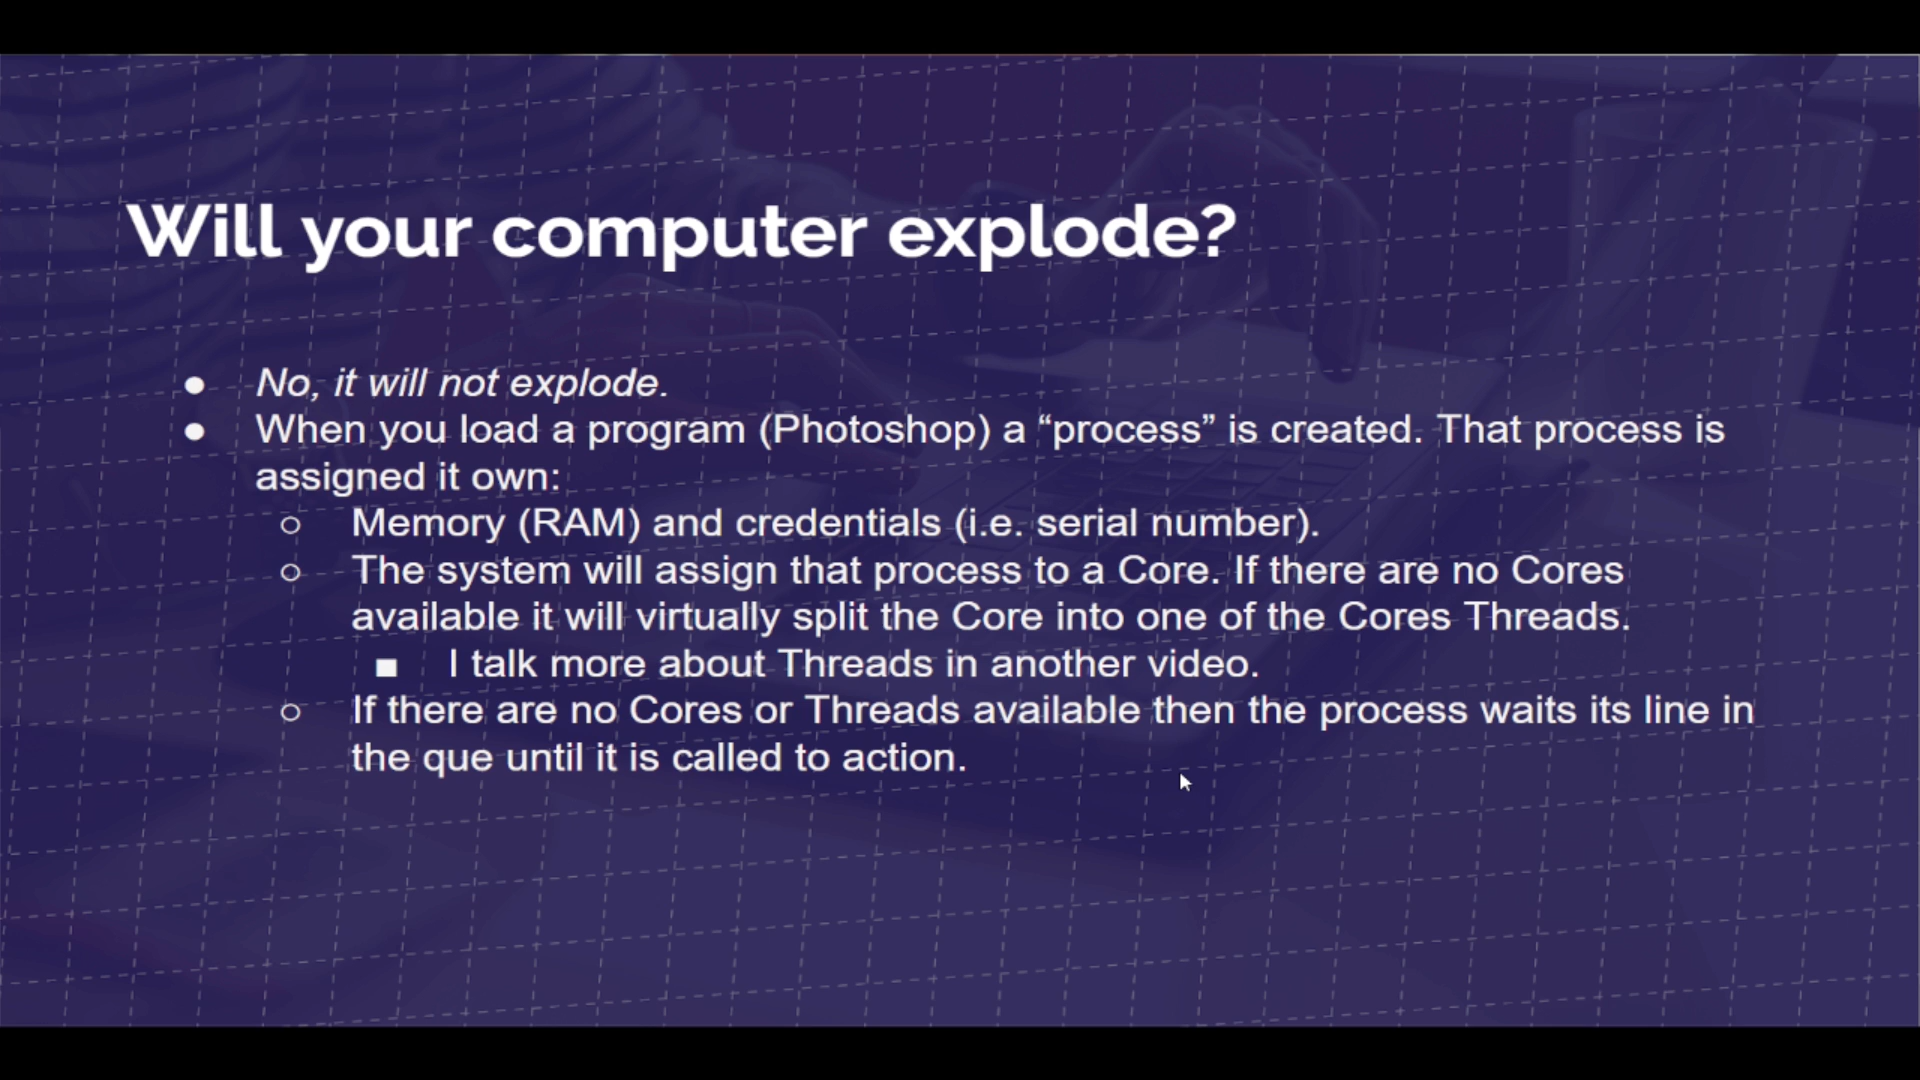 Will your computer explode?
● No, it will not explode.
● When you load a program (Photoshop) a “process” is created. That process is
assigned it own:
○ Memory (RAM) and credentials (i.e. serial number).
○ The system will assign that process to a Core. If there are no Cores
available it will virtually split the Core into one of the Cores Threads.
■ I talk more about Threads in another video.
○ If there are no Cores or Threads available then the process waits its line in
the que until it is called to action.